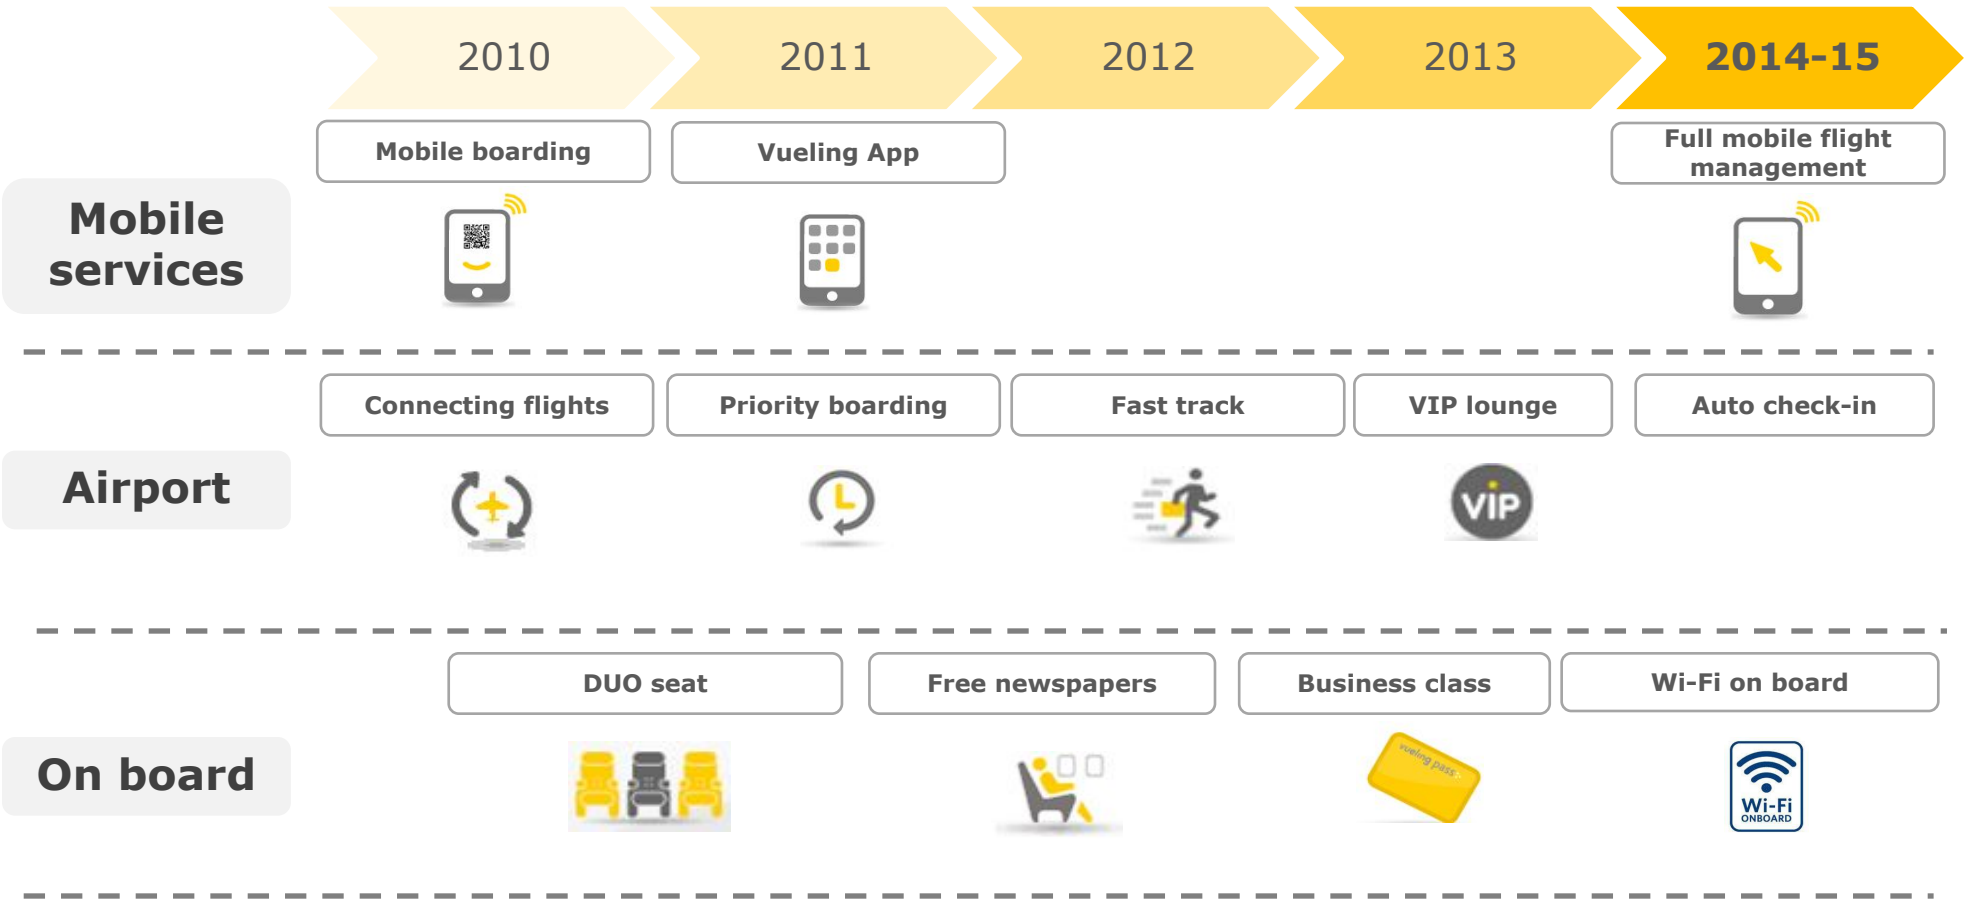 2010
2011
2012
2013
2014-15
Mobile boarding
Vueling App
Full mobile flight
management
Mobile
services
Connecting flights
Priority boarding
Fast track
VIP lounge
Auto check-in
Airport
VIP
DUO seat
Free newspapers
Business class
Wi-Fi on board
On board
vueling pass
Wi-Fi
ONBOARD